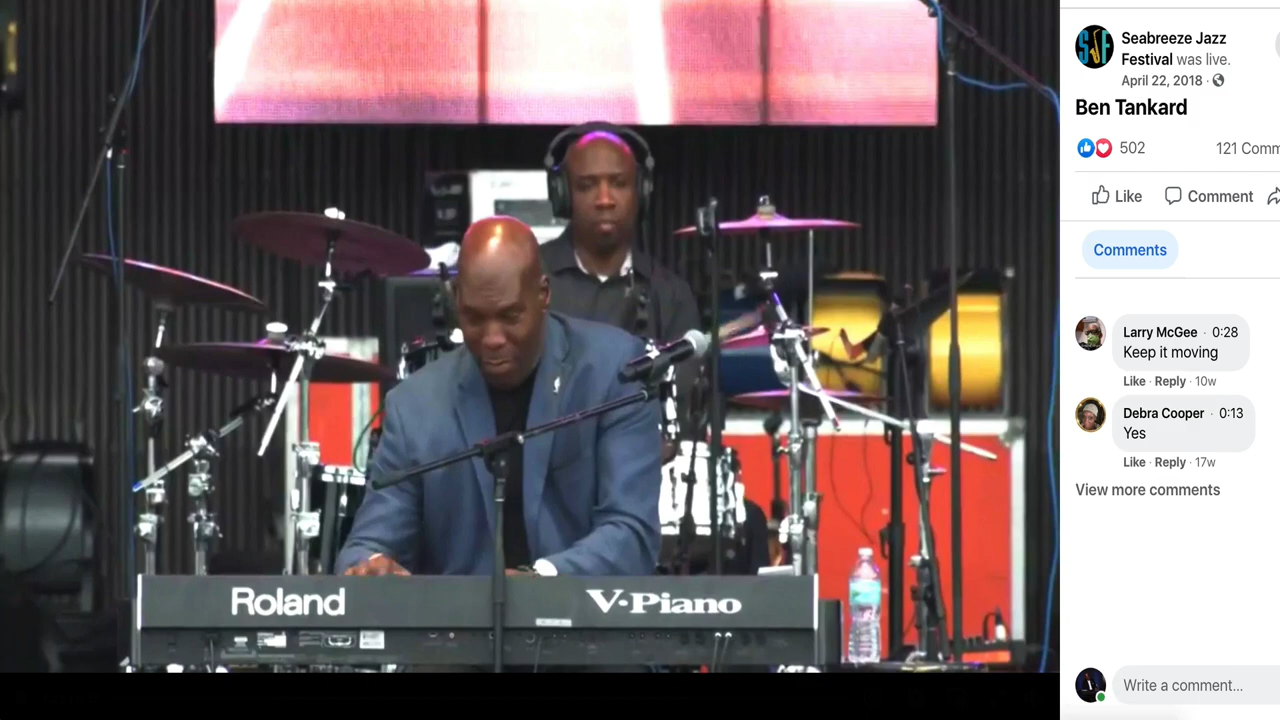 Roland
V-Piano
SJF
Seabreeze Jazz
Festival was live.
April 22, 2018 ·
Ben Tankard
502
121 Comm
Like
Comment
Comments
Larry McGee · 0:28
Keep it moving
Like · Reply · 10w
Debra Cooper · 0:13
Yes
Like · Reply · 17w
View more comments
Write a comment...